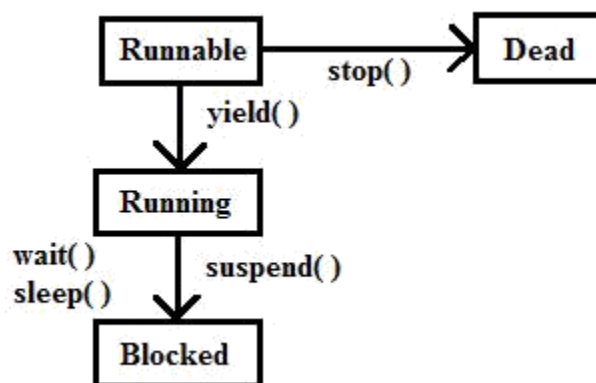 Runnable
Dead
stop( )
yield( )
Running
wait( )
suspend( )
sleep( )
Blocked